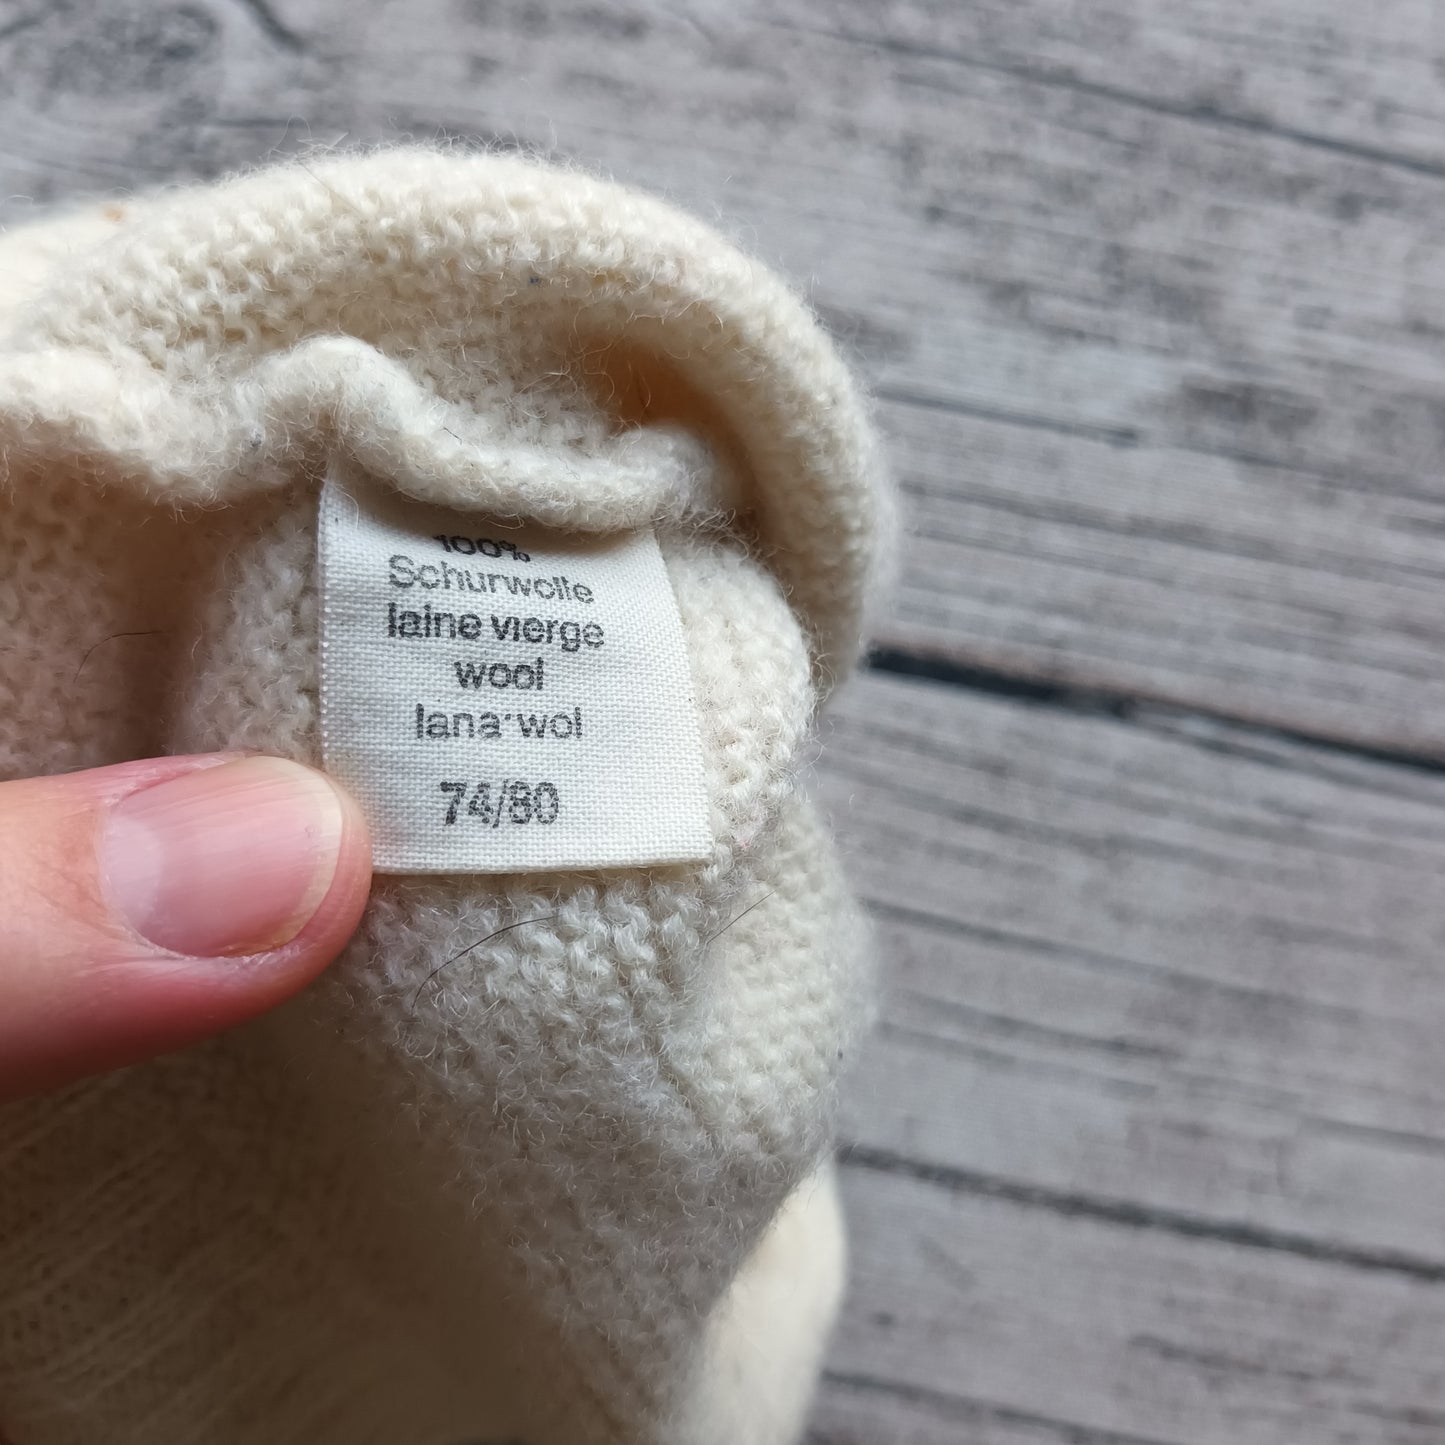 100%
Schurwolle
laine vierge
wool
lana·wol
74/80